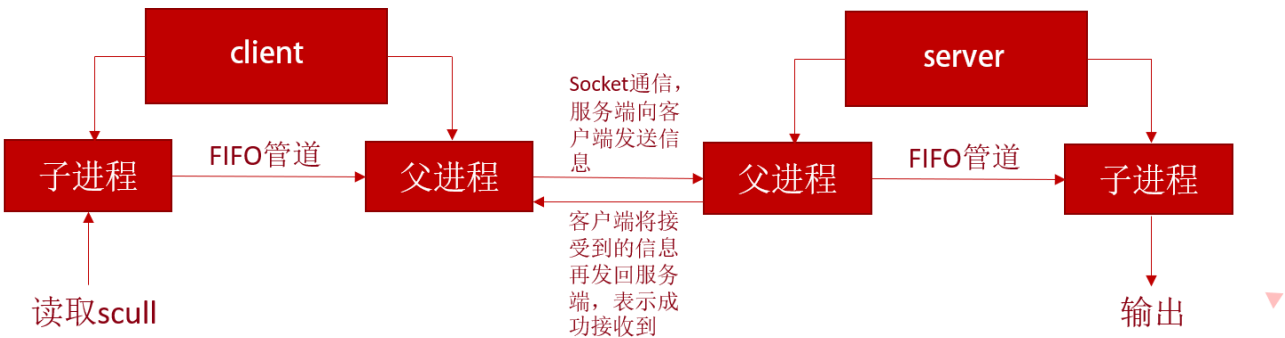 client
server
Socket通信，
服务端向客
户端发送信
息
子进程
FIFO管道
父进程
父进程
FIFO管道
子进程
客户端将接
受到的信息
再发回服务
端，表示成
功接收到
读取scull
输出